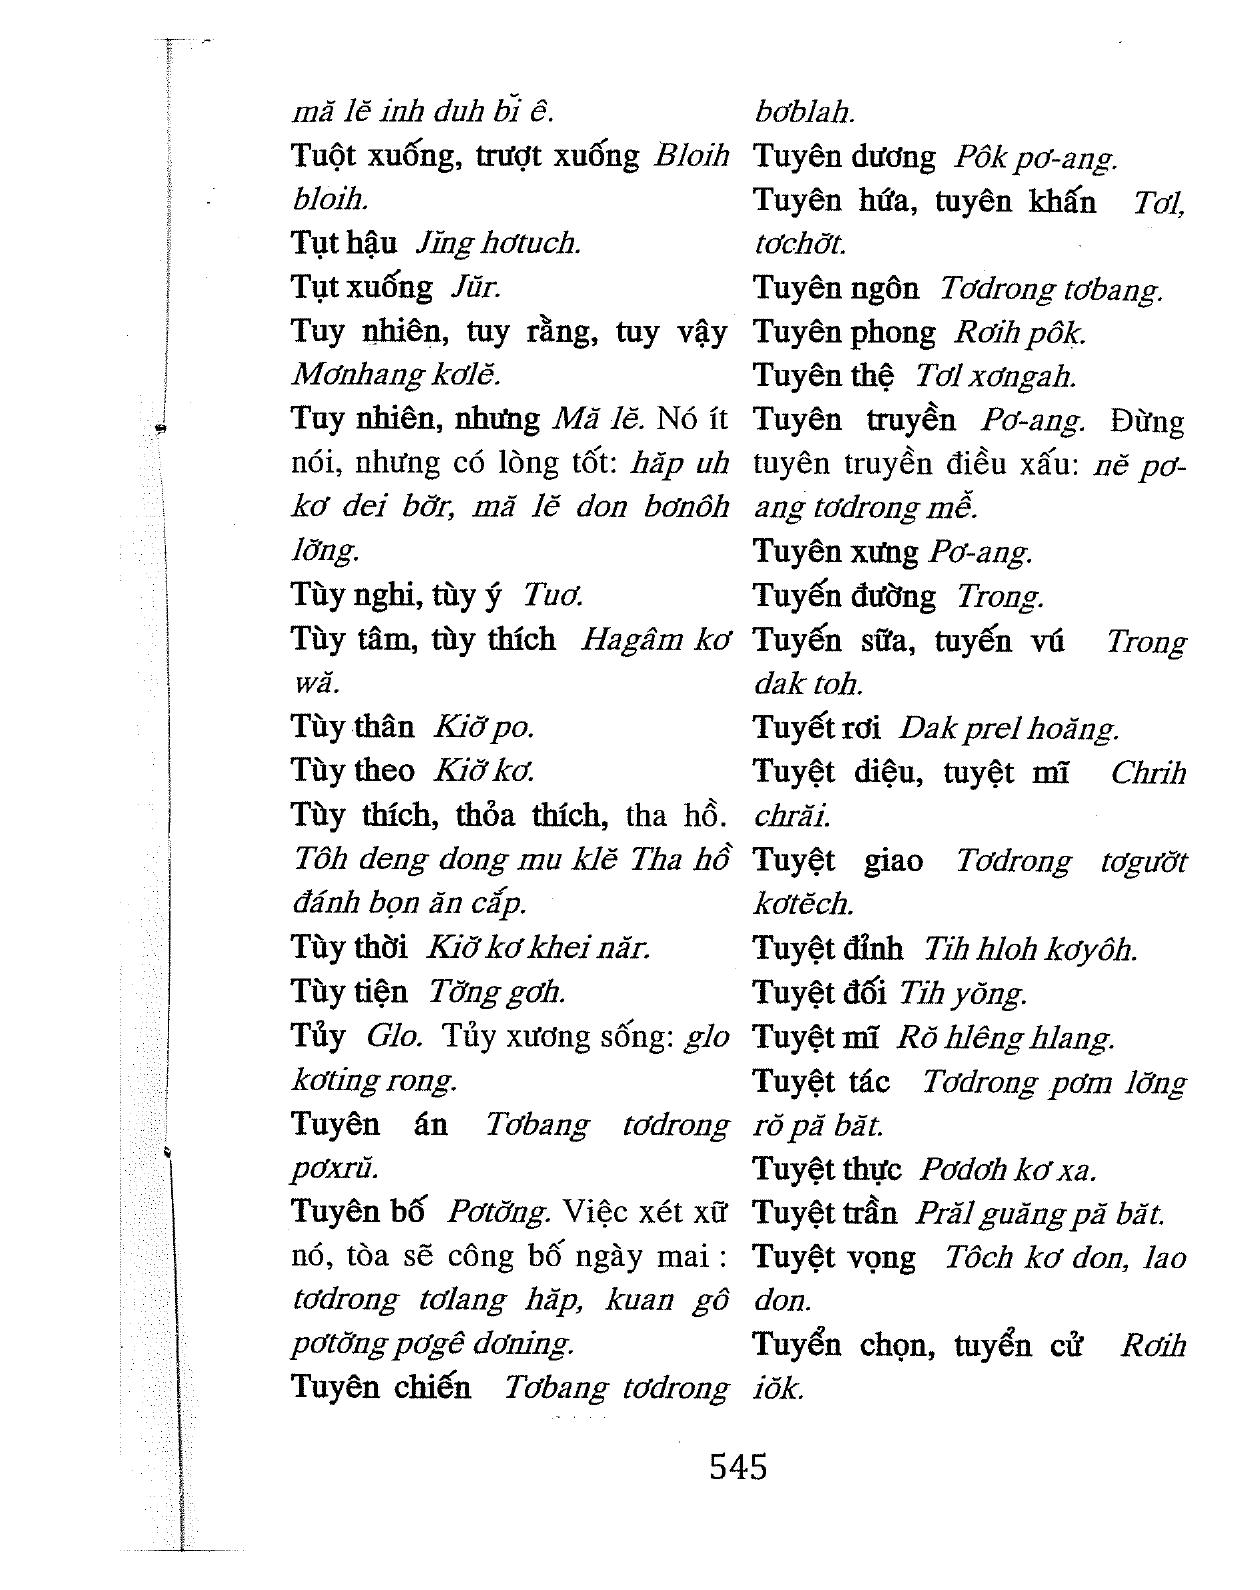 mă lĕ inh duh bĭ ê.
Tuột xuống, trượt xuống Bloih
bloih.
Tụt hậu Jĭng hơtuch.
Tụt xuống Jŭr.
Tuy nhiên, tuy rằng, tuy vậy
Mơnhang kơlĕ.
Tuy nhiên, nhưng Mă lĕ. Nó ít
nói, nhưng có lòng tốt: hăp uh
kơ dei bơ̆r, mă lĕ don bơnôh
lơ̆ng.
Tùy nghi, tùy ý Tuơ.
Tùy tâm, tùy thích Hagâm kơ
wă.
Tùy thân Kiơ̆ po.
Tùy theo Kiơ̆ kơ.
Tùy thích, thỏa thích, tha hồ.
Tôh deng dong mu klĕ Tha hồ
đánh bọn ăn cắp.
Tùy thời Kiơ̆ kơ khei năr.
Tùy tiện Tơ̆ng gơh.
Tủy Glo. Tủy xương sống: glo
kơting rong.
Tuyên án Tơbang tơdrong
pơxrŭ.
Tuyên bố Pơtơ̆ng. Việc xét xữ
nó, tòa sẽ công bố ngày mai :
tơdrong tơlang hăp, kuan gô
pơtơ̆ng pơgê dơning.
Tuyên chiến Tơbang tơdrong
bơblah.
Tuyên dương Pôk pơ-ang.
Tuyên hứa, tuyên khấn Tơl,
tơchơ̆t.
Tuyên ngôn Tơdrong tơbang.
Tuyên phong Rơih pôk.
Tuyên thệ Tơl xơngah.
Tuyên truyền Pơ-ang. Đừng
tuyên truyền điều xấu: nĕ pơ-
ang tơdrong mê̆.
Tuyên xưng Pơ-ang.
Tuyến đường Trong.
Tuyến sữa, tuyến vú Trong
dak toh.
Tuyết rơi Dak prel hoăng.
Tuyệt diệu, tuyệt mĩ Chrih
chrăi.
Tuyệt giao Tơdrong tơguơ̆t
kơtĕch.
Tuyệt đỉnh Tih hloh kơyôh.
Tuyệt đối Tih yŏng.
Tuyệt mĩ Rŏ hlêng hlang.
Tuyệt tác Tơdrong pơm lơ̆ng
rŏ pă băt.
Tuyệt thực Pơdơh kơ xa.
Tuyệt trần Prăl guăng pă băt.
Tuyệt vọng Tôch kơ don, lao
don.
Tuyển chọn, tuyển cử Rơih
iŏk.
545